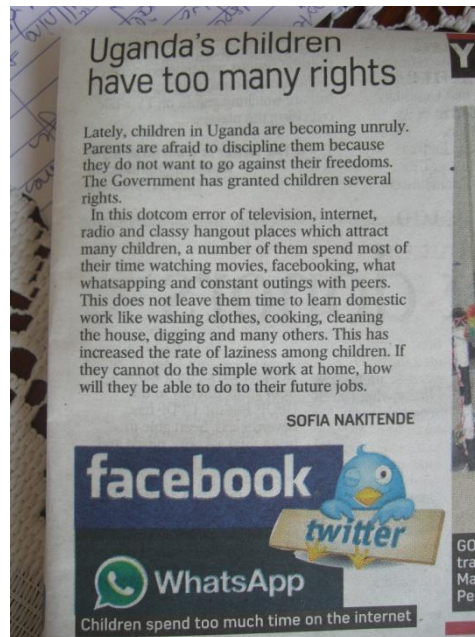 Uganda's children
have too many rights
Lately, children in Uganda are becoming unruly.
Parents are afraid to discipline them because
they do not want to go against their freedoms.
The Government has granted children several
rights.
In this dotcom error of television, internet,
radio and classy hangout places which attract
many children, a number of them spend most of
their time watching movies, facebooking, what
whatsapping and constant outings with peers.
This does not leave them time to learn domestic
work like washing clothes, cooking, cleaning
the house, digging and many others. This has
increased the rate of laziness among children. If
they cannot do the simple work at home, how
will they be able to do to their future jobs.
SOFIA NAKITENDE
facebook
twitter
WhatsApp
Children spend too much time on the internet
Y
GO
tra
Ma
Pe